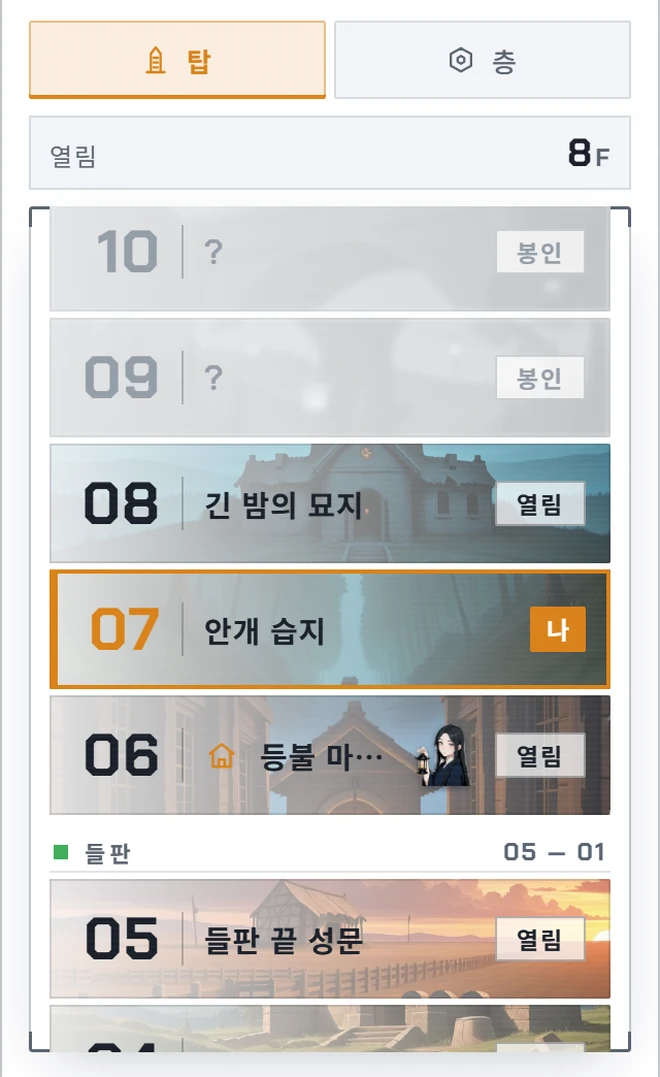 탑
층
열림 8F
10 ? 봉인
09 ? 봉인
08 긴 밤의 묘지 열림
07 안개 습지 나
06 등불 마… 열림
들판 05 — 01
05 들판 끝 성문 열림